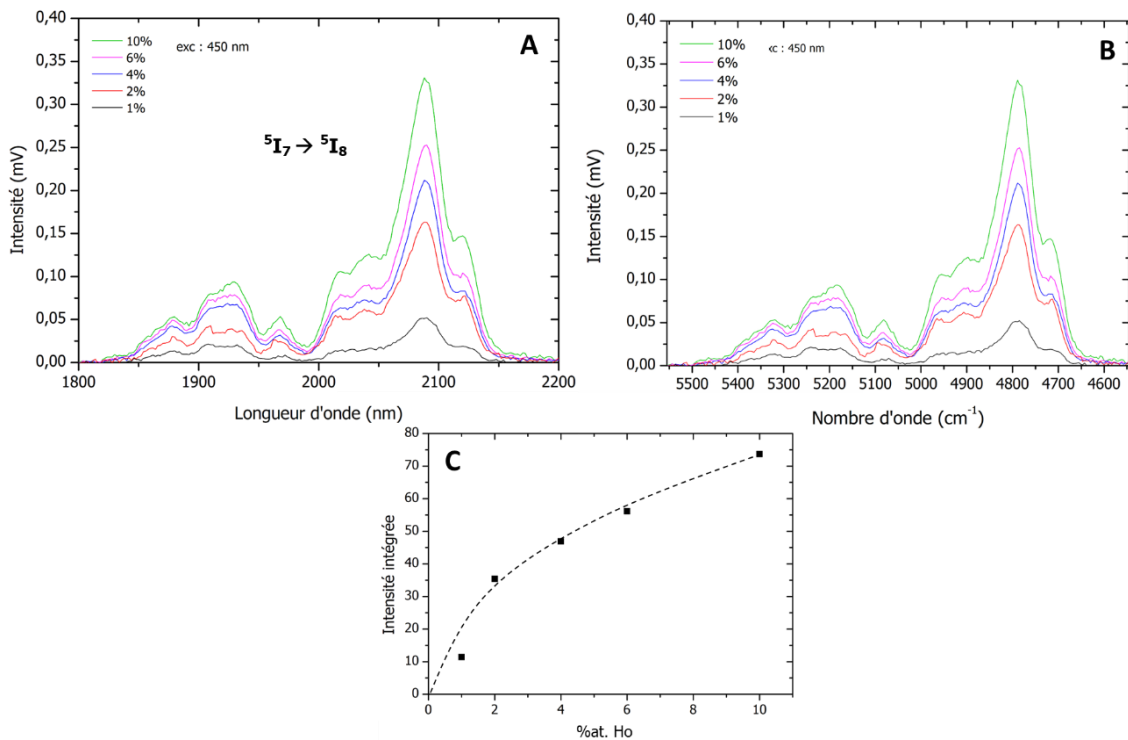 A
exc : 450 nm
10%
6%
4%
2%
1%
⁵I₇ → ⁵I₈
Intensité (mV)
0,40
0,35
0,30
0,25
0,20
0,15
0,10
0,05
0,00
1800 1900 2000 2100 2200
Longueur d'onde (nm)
B
xc : 450 nm
10%
6%
4%
2%
1%
Intensité (mV)
0,40
0,35
0,30
0,25
0,20
0,15
0,10
0,05
0,00
5500 5400 5300 5200 5100 5000 4900 4800 4700 4600
Nombre d'onde (cm⁻¹)
C
Intensité intégrée
80
70
60
50
40
30
20
10
0
0 2 4 6 8 10
%at. Ho